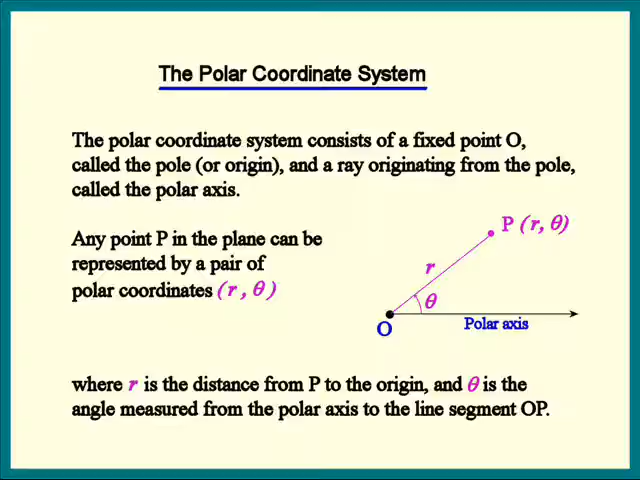 The Polar Coordinate System
The polar coordinate system consists of a fixed point O,
called the pole (or origin), and a ray originating from the pole,
called the polar axis.
Any point P in the plane can be
represented by a pair of
polar coordinates ( r , θ )
P ( r, θ)
r
θ
O
Polar axis
where r is the distance from P to the origin, and θ is the
angle measured from the polar axis to the line segment OP.